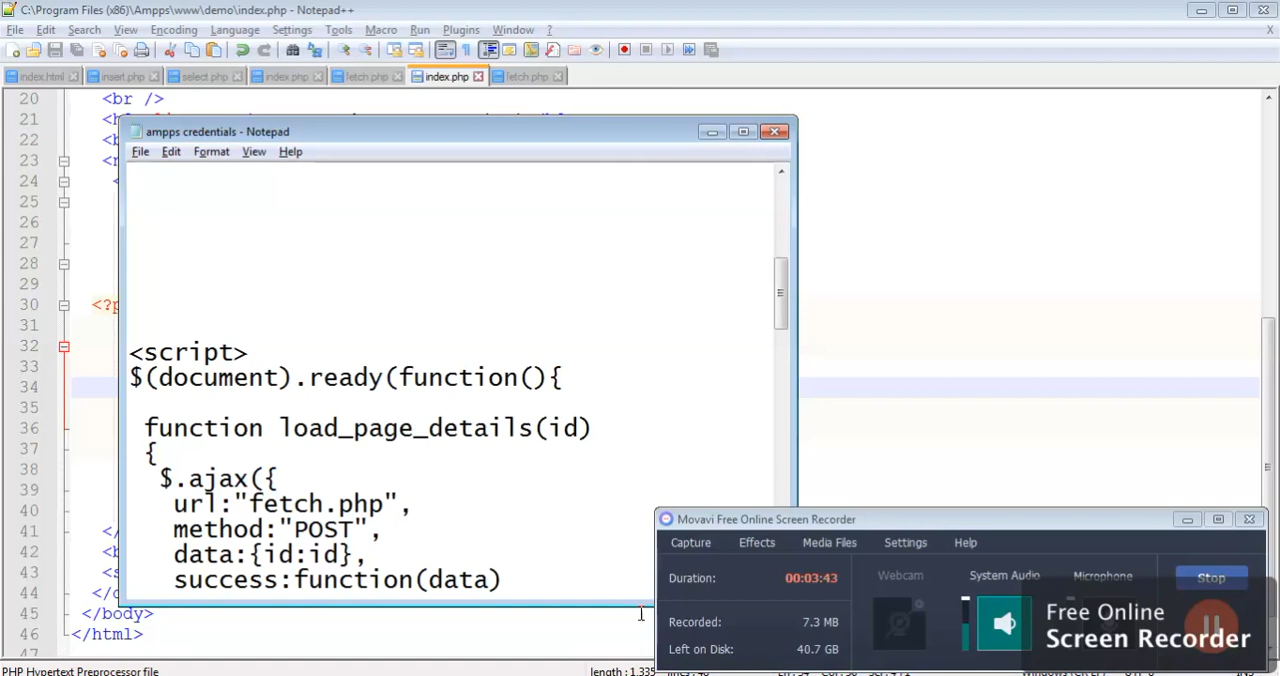 C:\Program Files (x86)\Ampps\www\demo\index.php - Notepad++
File Edit Search View Encoding Language Settings Tools Macro Run Plugins Window ? X
index.html insert.php select.php index.php fetch.php index.php fetch.php
20 <br />
21
22
23
24
25
26
27
28
29
30
31
32
33
34
35
36
37
38
39
40
41
42
43
44
45 </body>
46 </html>
47
ampps credentials - Notepad
File Edit Format View Help
<script>
$(document).ready(function(){
function load_page_details(id)
{
$.ajax({
url:"fetch.php",
method:"POST",
data:{id:id},
success:function(data)
Movavi Free Online Screen Recorder
Capture Effects Media Files Settings Help
Duration: 00:03:43 Webcam System Audio Microphone Stop
Recorded: 7.3 MB
Left on Disk: 40.7 GB
Free Online
Screen Recorder
PHP Hypertext Preprocessor file